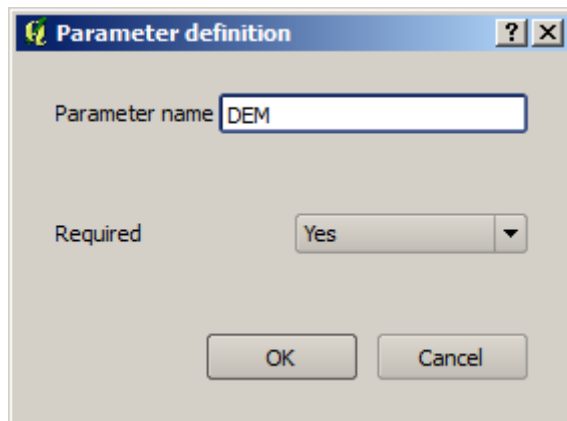 Parameter definition
Parameter name DEM
Required Yes
OK Cancel